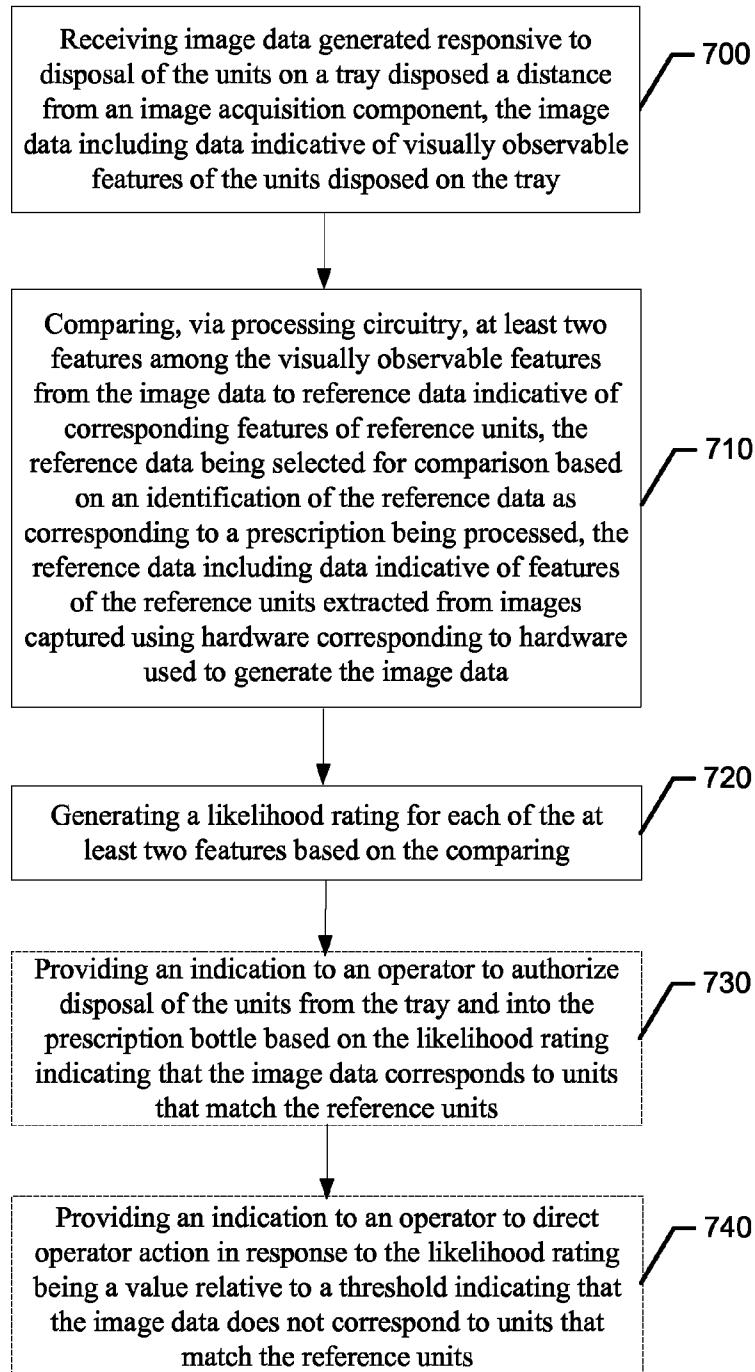 Receiving image data generated responsive to
disposal of the units on a tray disposed a distance
from an image acquisition component, the image
data including data indicative of visually observable
features of the units disposed on the tray
700
Comparing, via processing circuitry, at least two
features among the visually observable features
from the image data to reference data indicative of
corresponding features of reference units, the
reference data being selected for comparison based
on an identification of the reference data as
corresponding to a prescription being processed, the
reference data including data indicative of features
of the reference units extracted from images
captured using hardware corresponding to hardware
used to generate the image data
710
Generating a likelihood rating for each of the at
least two features based on the comparing
720
Providing an indication to an operator to authorize
disposal of the units from the tray and into the
prescription bottle based on the likelihood rating
indicating that the image data corresponds to units
that match the reference units
730
Providing an indication to an operator to direct
operator action in response to the likelihood rating
being a value relative to a threshold indicating that
the image data does not correspond to units that
match the reference units
740